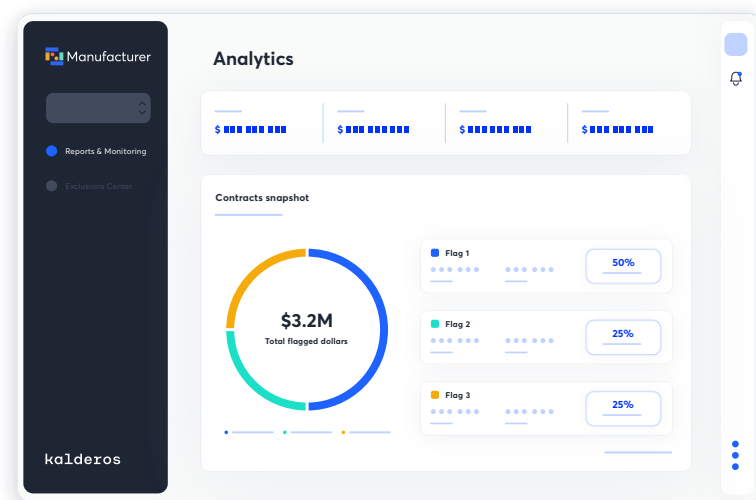 Manufacturer
Reports & Monitoring
Exclusions Center
kalderos
Analytics
$
$
$
$
Contracts snapshot
$3.2M
Total flagged dollars
Flag 1
50%
Flag 2
25%
Flag 3
25%